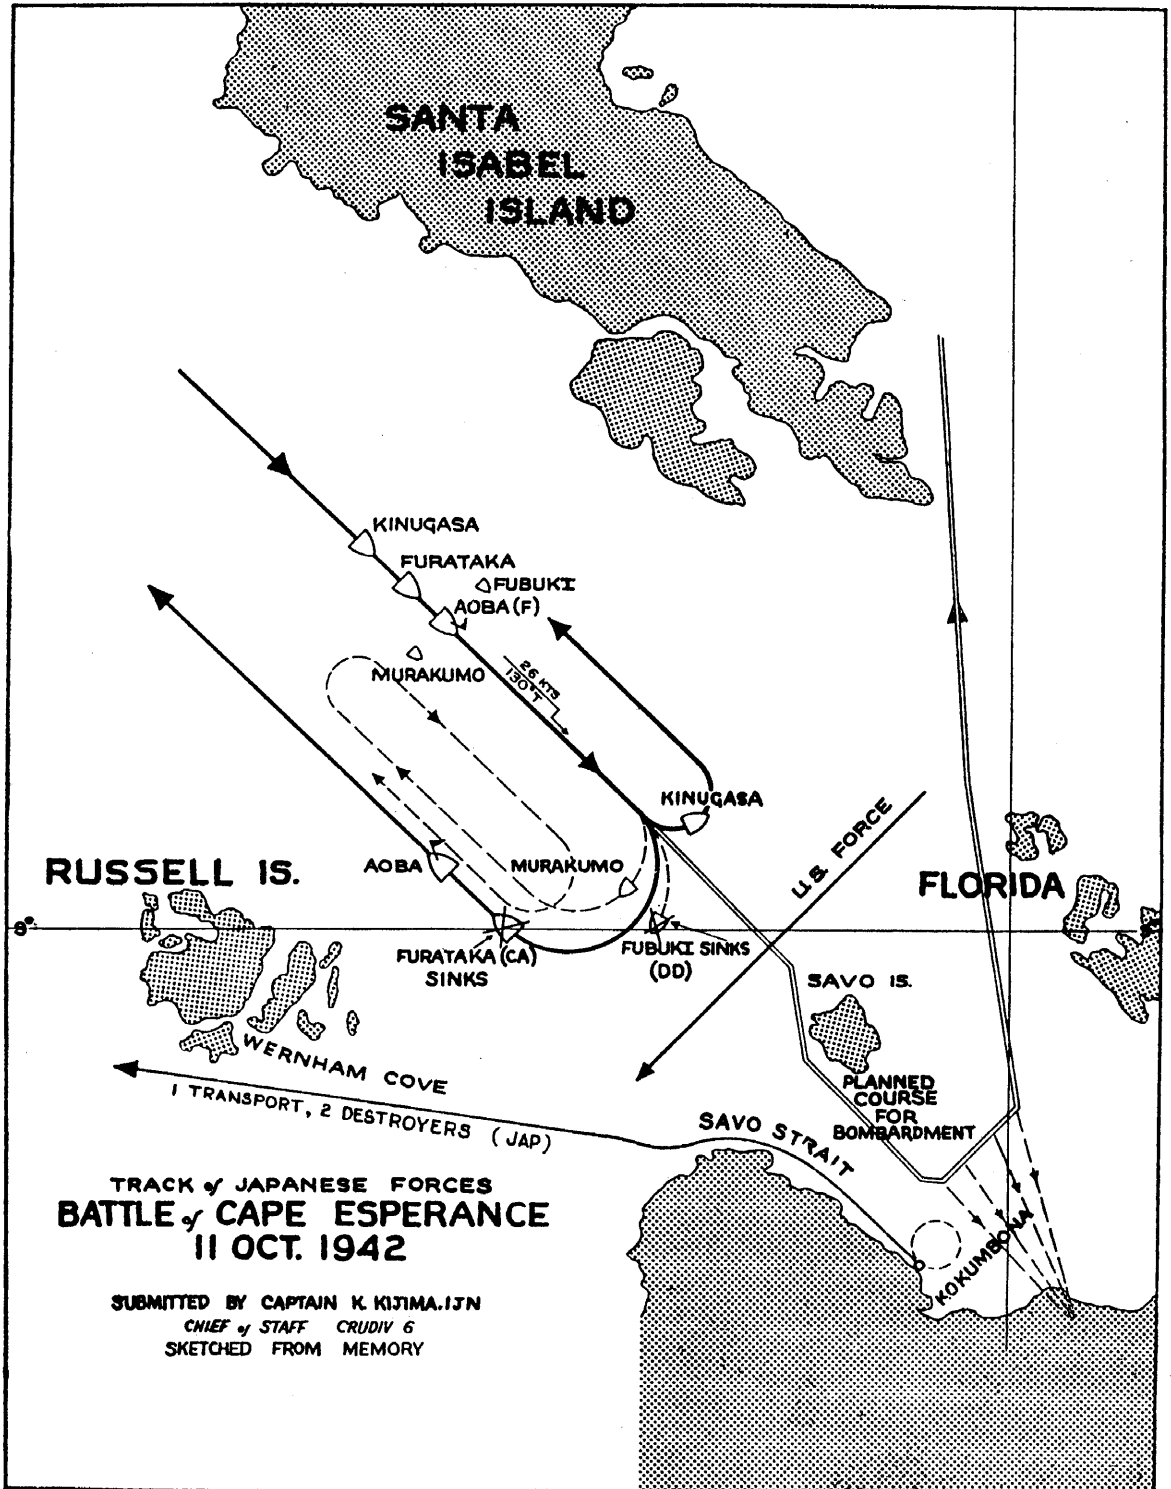 SANTA
ISABEL
ISLAND
KINUGASA
FURATAKA
FUBUKI
AOBA (F)
MURAKUMO
26 KTS
130°T
KINUGASA
U.S. FORCE
AOBA
MURAKUMO
RUSSELL IS.
FLORIDA
9°
FURATAKA (CA)
SINKS
FUBUKI SINKS
(DD)
SAVO IS.
WERNHAM COVE
1 TRANSPORT, 2 DESTROYERS (JAP)
PLANNED
COURSE
FOR
BOMBARDMENT
SAVO STRAIT
KOKUMBONA
TRACK of JAPANESE FORCES
BATTLE of CAPE ESPERANCE
11 OCT. 1942
SUBMITTED BY CAPTAIN K. KIJIMA. IJN
CHIEF of STAFF CRUDIV 6
SKETCHED FROM MEMORY